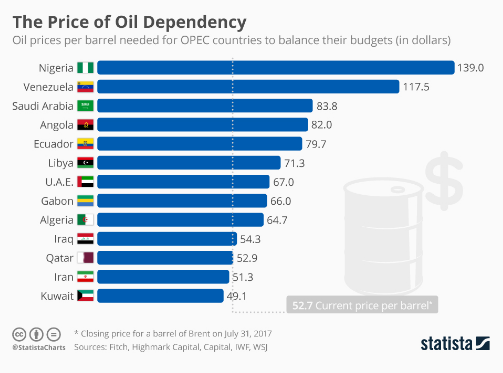 The Price of Oil Dependency
Oil prices per barrel needed for OPEC countries to balance their budgets (in dollars)
Nigeria 139.0
Venezuela 117.5
Saudi Arabia 83.8
Angola 82.0
Ecuador 79.7
Libya 71.3
U.A.E. 67.0
Gabon 66.0
Algeria 64.7
Iraq 54.3
Qatar 52.9
Iran 51.3
Kuwait 49.1
52.7 Current price per barrel*
* Closing price for a barrel of Brent on July 31, 2017
@StatistaCharts Sources: Fitch, Highmark Capital, Capital, IWF, WSJ
statista